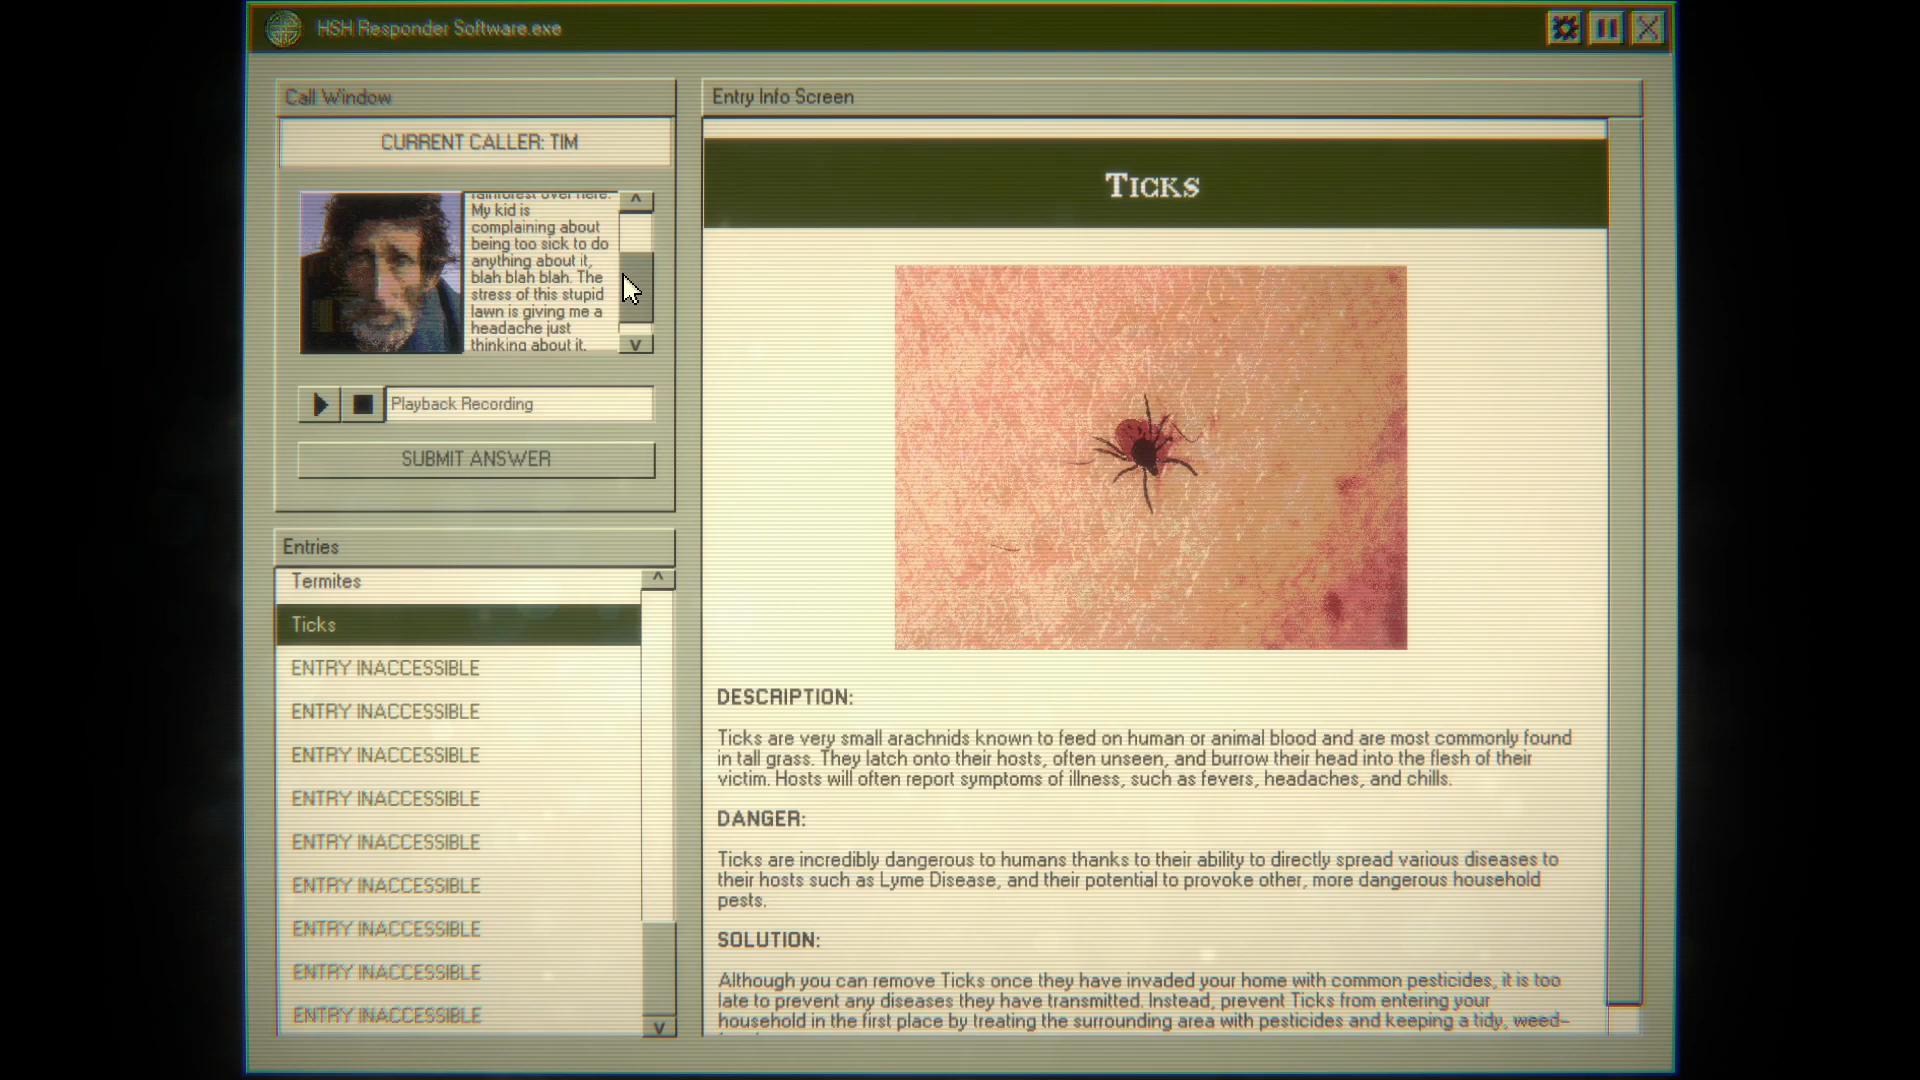 HSH Responder Software.exe
Call Window
CURRENT CALLER: TIM
rainforest over here.
My kid is
complaining about
being too sick to do
anything about it,
blah blah blah. The
stress of this stupid
lawn is giving me a
headache just
thinking about it.
Playback Recording
SUBMIT ANSWER
Entries
Termites
Ticks
ENTRY INACCESSIBLE
ENTRY INACCESSIBLE
ENTRY INACCESSIBLE
ENTRY INACCESSIBLE
ENTRY INACCESSIBLE
ENTRY INACCESSIBLE
ENTRY INACCESSIBLE
ENTRY INACCESSIBLE
ENTRY INACCESSIBLE
Entry Info Screen
TICKS
DESCRIPTION:
Ticks are very small arachnids known to feed on human or animal blood and are most commonly found
in tall grass. They latch onto their hosts, often unseen, and burrow their head into the flesh of their
victim. Hosts will often report symptoms of illness, such as fevers, headaches, and chills.
DANGER:
Ticks are incredibly dangerous to humans thanks to their ability to directly spread various diseases to
their hosts such as Lyme Disease, and their potential to provoke other, more dangerous household
pests.
SOLUTION:
Although you can remove Ticks once they have invaded your home with common pesticides, it is too
late to prevent any diseases they have transmitted. Instead, prevent Ticks from entering your
household in the first place by treating the surrounding area with pesticides and keeping a tidy, weed-